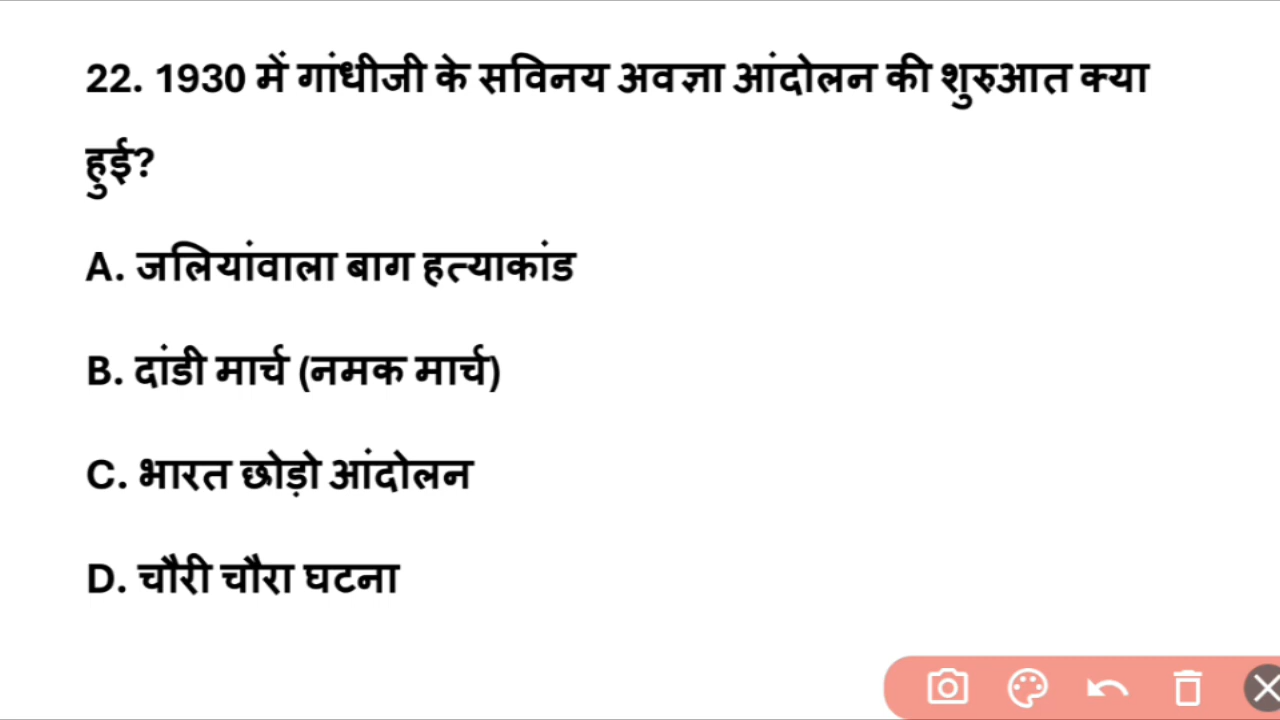 22. 1930 में गांधीजी के सविनय अवज्ञा आंदोलन की शुरुआत क्या
हुई?
A. जलियांवाला बाग हत्याकांड
B. दांडी मार्च (नमक मार्च)
C. भारत छोड़ो आंदोलन
D. चौरी चौरा घटना